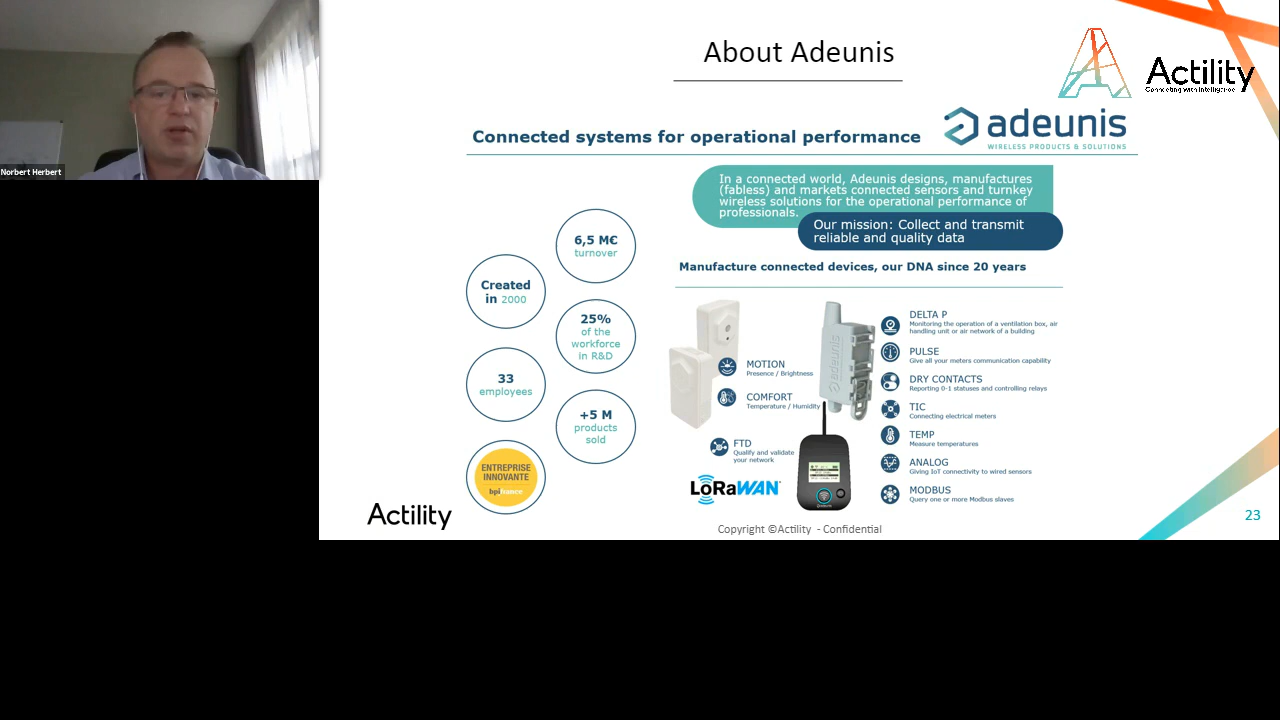 Norbert Herbert
About Adeunis
Actility
Connecting with Intelligence
Connected systems for operational performance
adeunis
WIRELESS PRODUCTS & SOLUTIONS
In a connected world, Adeunis designs, manufactures
(fabless) and markets connected sensors and turnkey
wireless solutions for the operational performance of
professionals.
Our mission: Collect and transmit
reliable and quality data
Manufacture connected devices, our DNA since 20 years
6,5 M€
turnover
Created
in 2000
25%
of the
workforce
in R&D
33
employees
+5 M
products
sold
ENTREPRISE
INNOVANTE
bpifrance
MOTION
Presence / Brightness
COMFORT
Temperature / Humidity
FTD
Qualify and validate
your network
LoRaWAN
adeunis
DELTA P
Monitoring the operation of a ventilation box, air
handling unit or air network of a building
PULSE
Give all your meters communication capability
DRY CONTACTS
Reporting 0-1 statuses and controlling relays
TIC
Connecting electrical meters
TEMP
Measure temperatures
ANALOG
Giving IoT connectivity to wired sensors
MODBUS
Query one or more Modbus slaves
Actility
Copyright ©Actility - Confidential
23